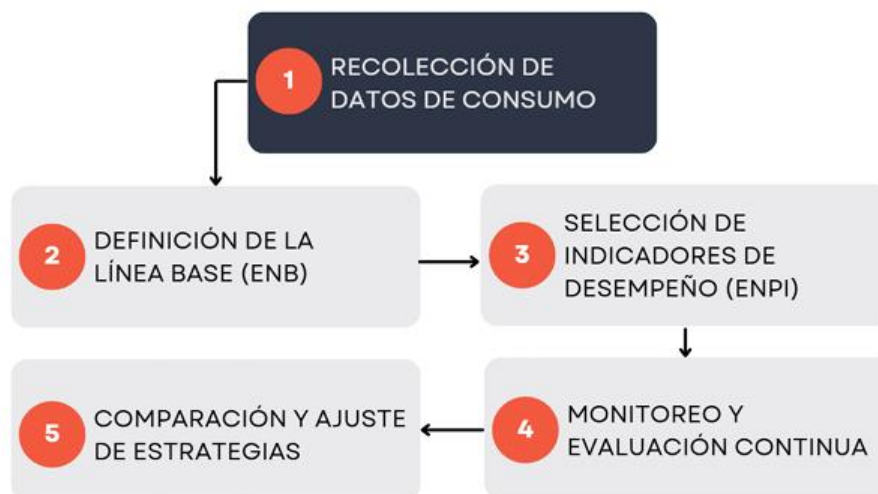 1
RECOLECCIÓN DE
DATOS DE CONSUMO
2
DEFINICIÓN DE LA
LÍNEA BASE (ENB)
3
SELECCIÓN DE
INDICADORES DE
DESEMPEÑO (ENPI)
4
MONITOREO Y
EVALUACIÓN CONTINUA
5
COMPARACIÓN Y AJUSTE
DE ESTRATEGIAS